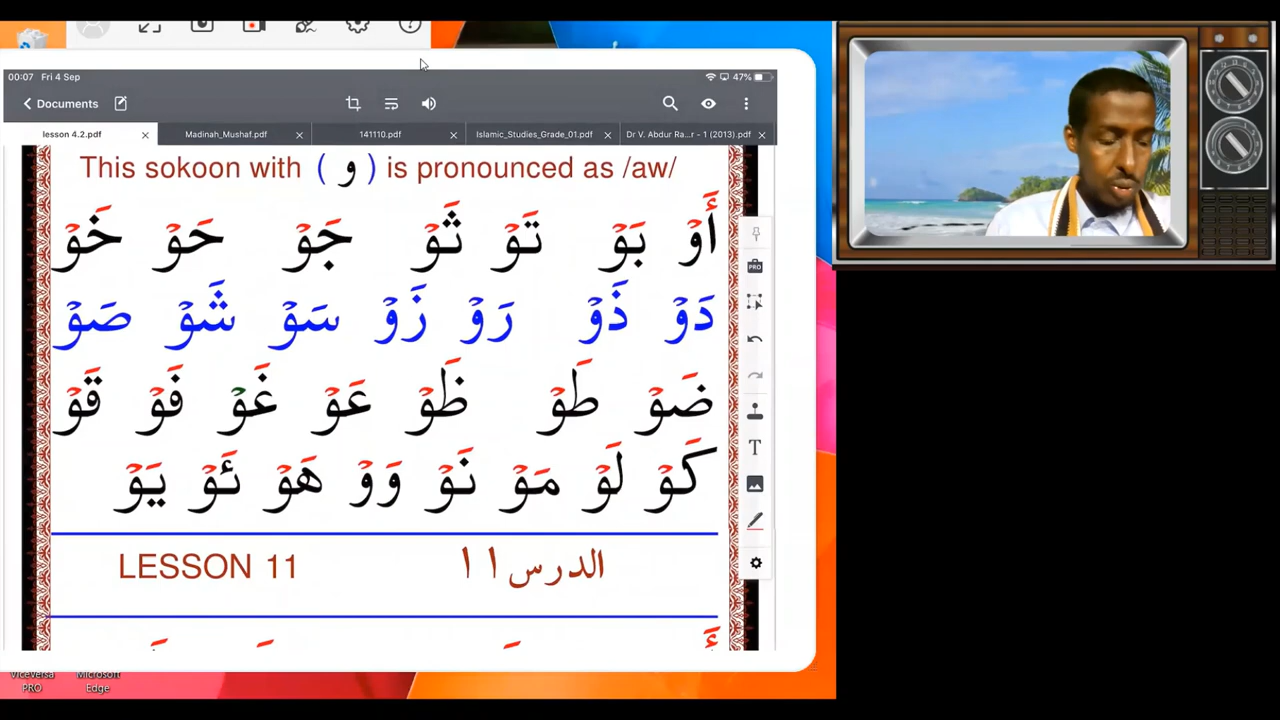 00:07 Fri 4 Sep 47%
Documents
lesson 4.2.pdf Madinah_Mushaf.pdf 141110.pdf Islamic_Studies_Grade_01.pdf Dr V. Abdur Ra...r - 1 (2013).pdf
This sokoon with ( و ) is pronounced as /aw/
أَوْ بَوْ تَوْ ثَوْ جَوْ حَوْ خَوْ
دَوْ ذَوْ رَوْ زَوْ سَوْ شَوْ صَوْ
ضَوْ طَوْ ظَوْ عَوْ غَوْ فَوْ قَوْ
كَوْ لَوْ مَوْ نَوْ وَوْ هَوْ ئَوْ يَوْ
LESSON 11 الدرس ١١
PRO
T
ViceVersa PRO
Microsoft Edge